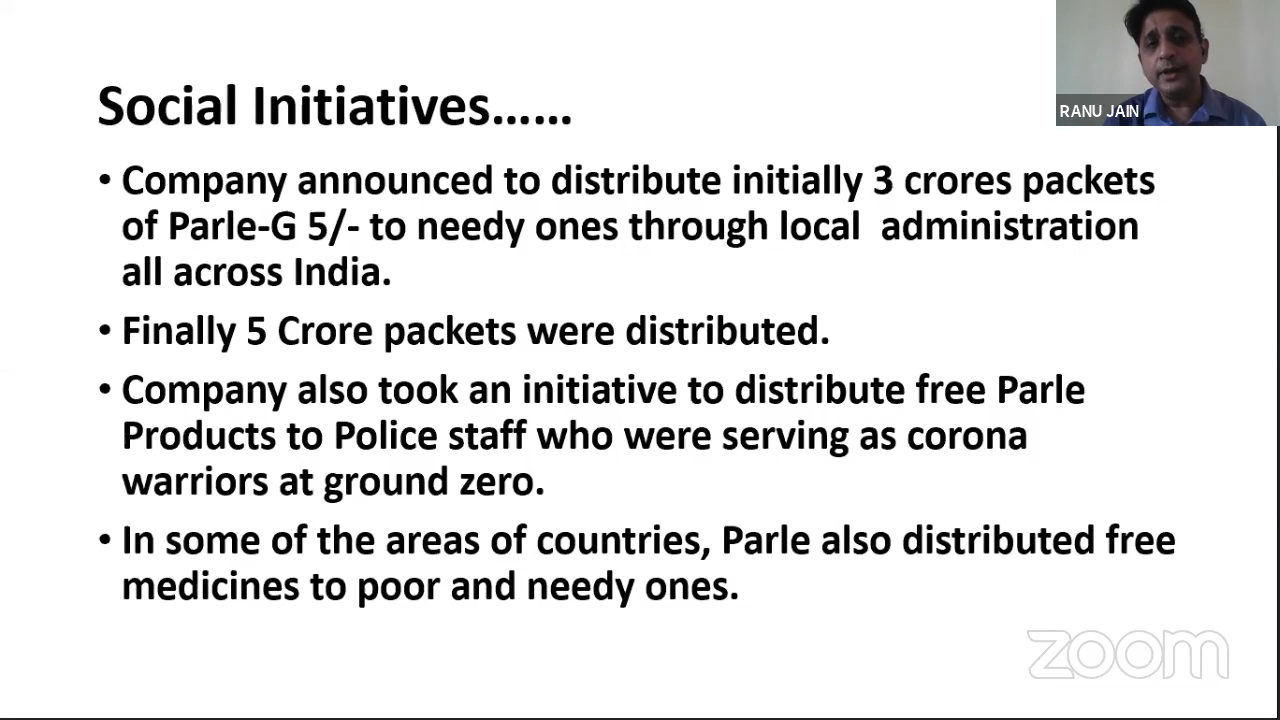 RANU JAIN
Social Initiatives......
• Company announced to distribute initially 3 crores packets
of Parle-G 5/- to needy ones through local  administration
all across India.
• Finally 5 Crore packets were distributed.
• Company also took an initiative to distribute free Parle
Products to Police staff who were serving as corona
warriors at ground zero.
• In some of the areas of countries, Parle also distributed free
medicines to poor and needy ones.
zoom